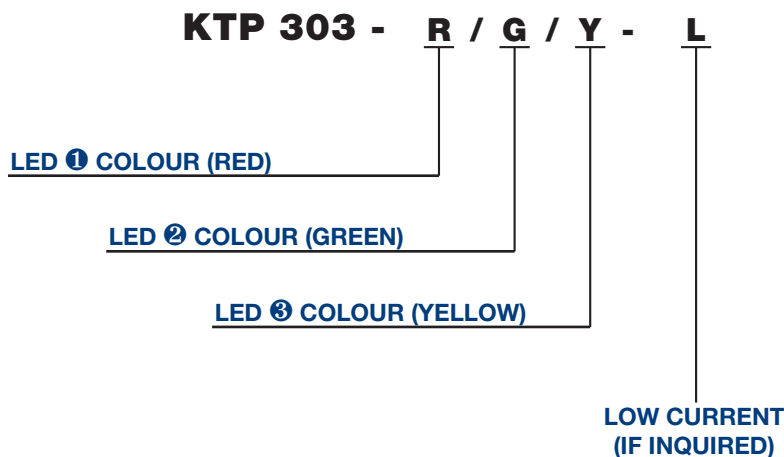 KTP 303 - R / G / Y - L
LED ❶ COLOUR (RED)
LED ❷ COLOUR (GREEN)
LED ❸ COLOUR (YELLOW)
LOW CURRENT
(IF INQUIRED)